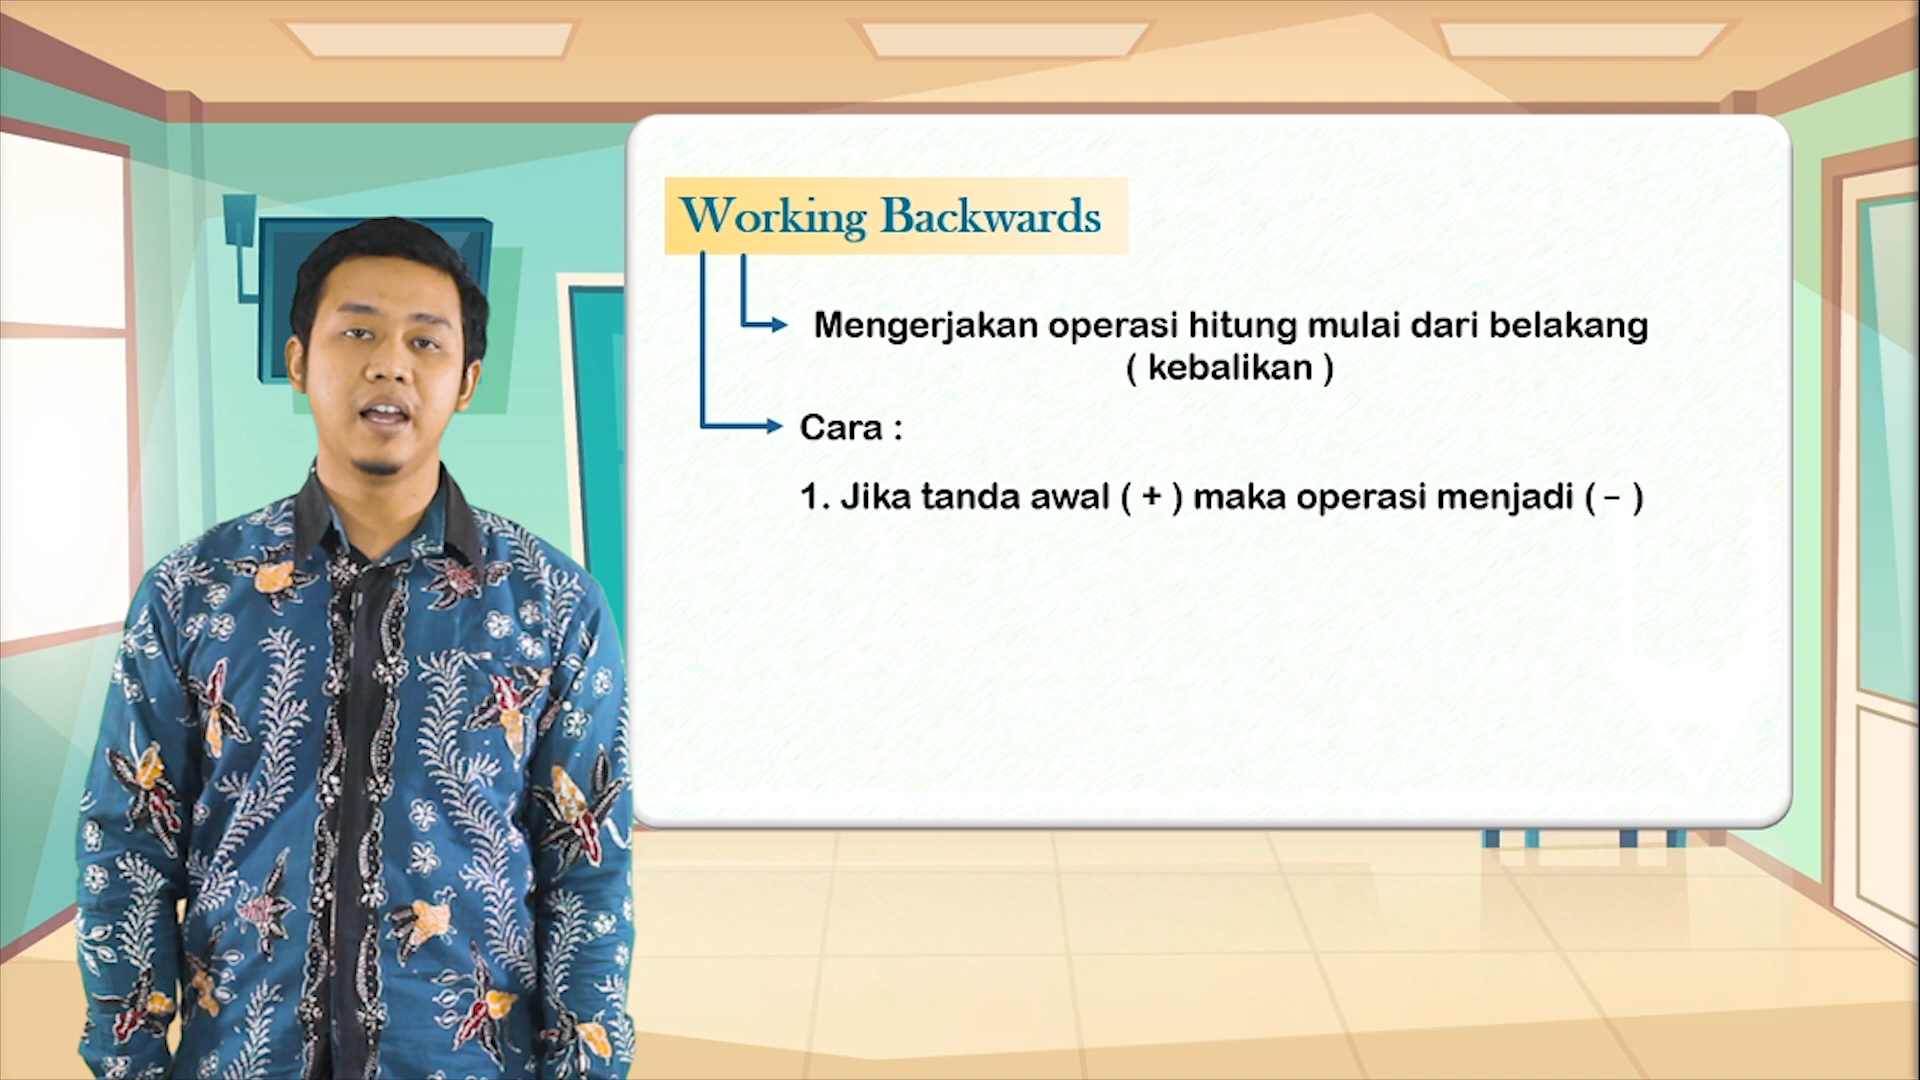 Working Backwards
Mengerjakan operasi hitung mulai dari belakang
( kebalikan )
Cara :
1. Jika tanda awal ( + ) maka operasi menjadi ( – )